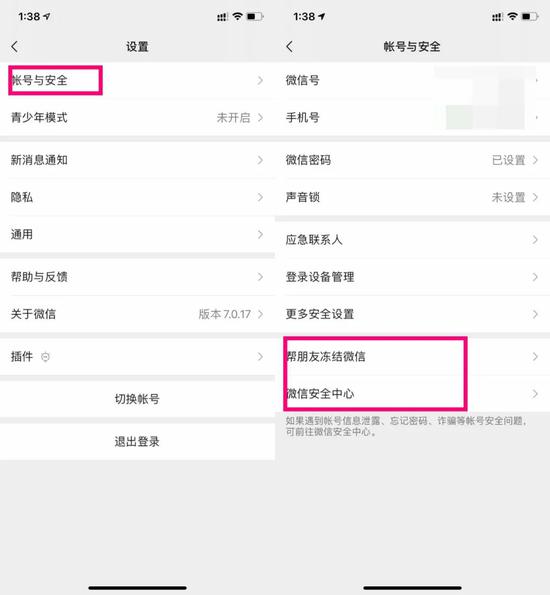 1:38
设置
帐号与安全
青少年模式 未开启
新消息通知
隐私
通用
帮助与反馈
关于微信 版本 7.0.17
插件
切换帐号
退出登录
1:38
帐号与安全
微信号
手机号
微信密码 已设置
声音锁 未设置
应急联系人
登录设备管理
更多安全设置
帮朋友冻结微信
微信安全中心
如果遇到帐号信息泄露、忘记密码、诈骗等帐号安全问题，
可前往微信安全中心。